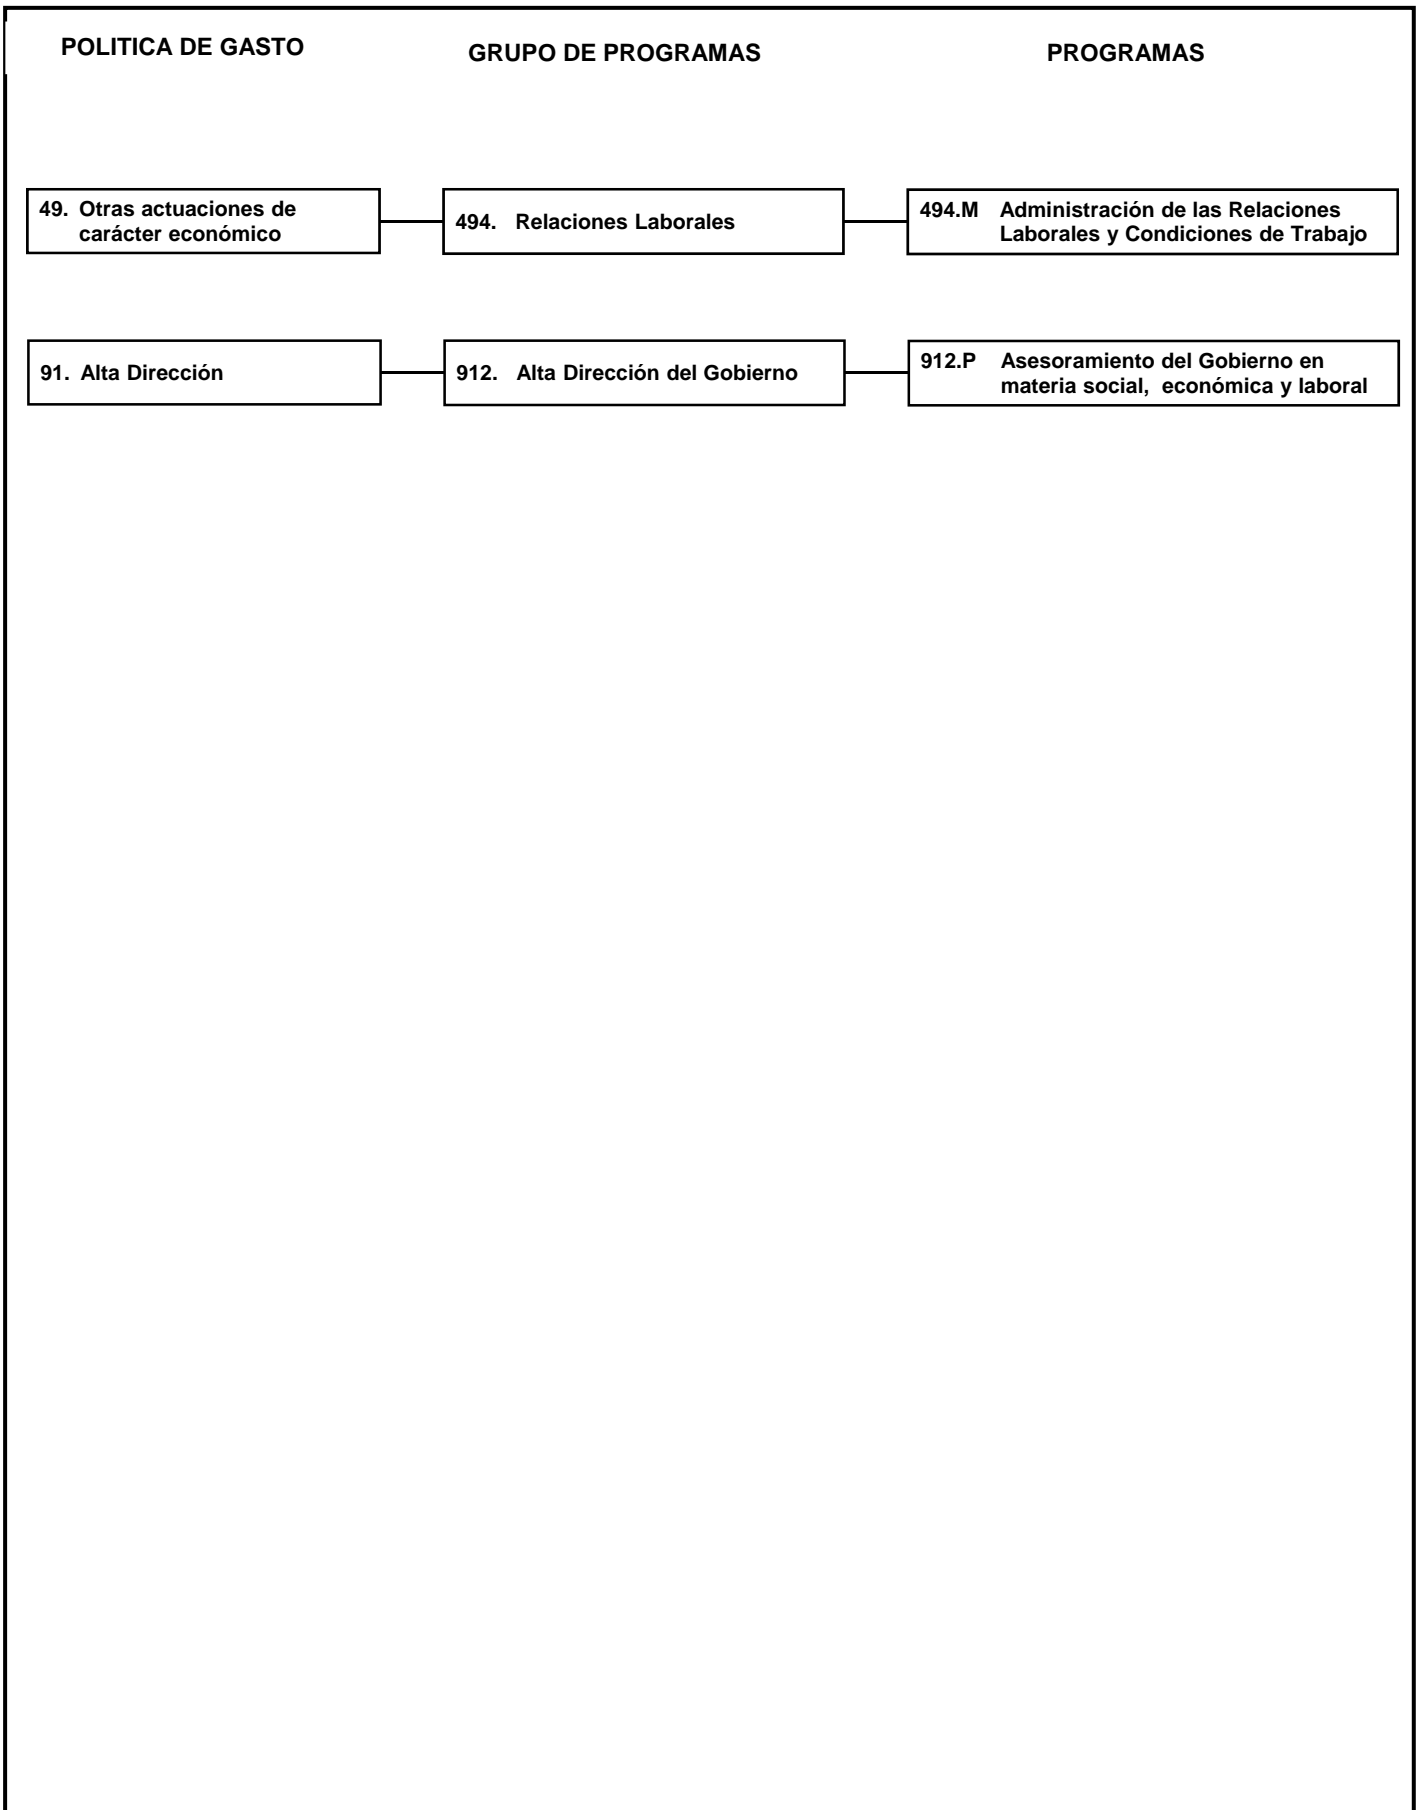 POLITICA DE GASTO
GRUPO DE PROGRAMAS
PROGRAMAS
49. Otras actuaciones de
carácter económico
494. Relaciones Laborales
494.M Administración de las Relaciones
Laborales y Condiciones de Trabajo
91. Alta Dirección
912. Alta Dirección del Gobierno
912.P Asesoramiento del Gobierno en
materia social, económica y laboral